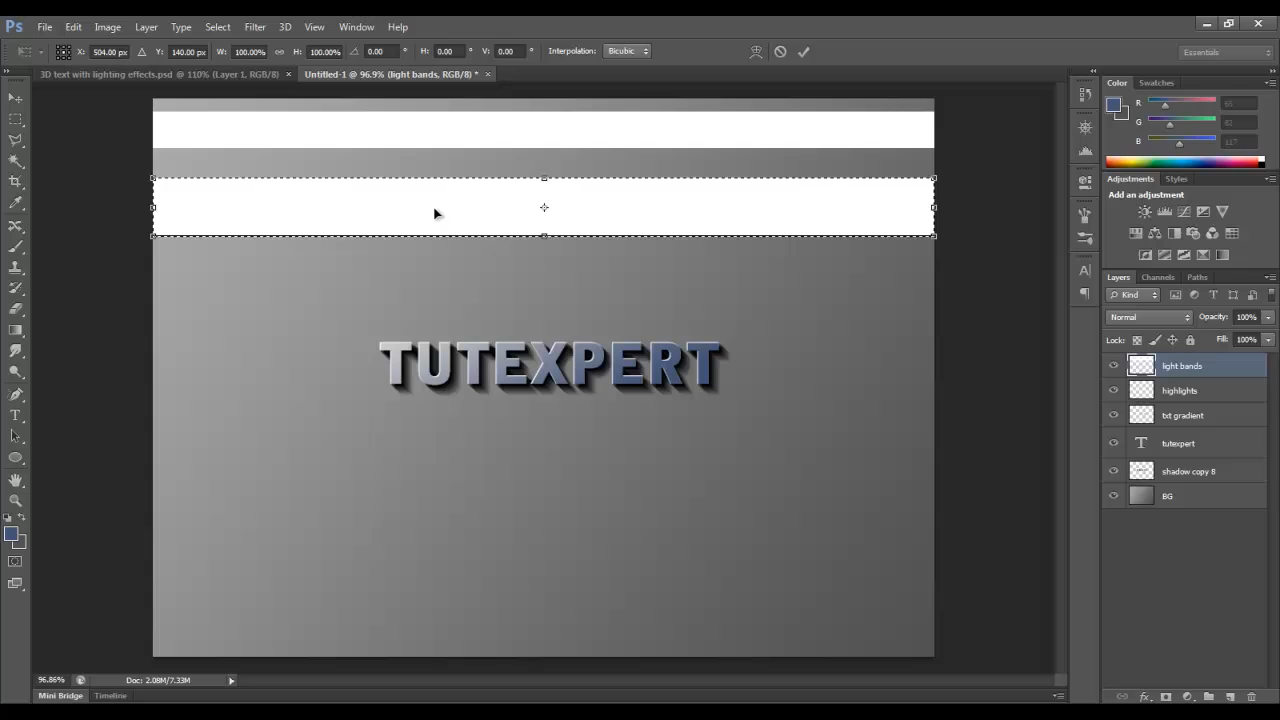 Ps File Edit Image Layer Type Select Filter 3D View Window Help
X: 504.00 px Y: 140.00 px W: 100.00% H: 100.00% 0.00 ° H: 0.00 ° V: 0.00 ° Interpolation: Bicubic Essentials
3D text with lighting effects.psd @ 110% (Layer 1, RGB/8) × Untitled-1 @ 96.9% (light bands, RGB/8) * ×
Color Swatches
R 65
G 82
B 117
Adjustments Styles
Add an adjustment
Layers Channels Paths
Kind T
Normal Opacity: 100%
Lock: Fill: 100%
light bands
highlights
txt gradient
T tutexpert
shadow copy 8
BG
TUTEXPERT
96.86% Doc: 2.08M/7.33M
Mini Bridge Timeline